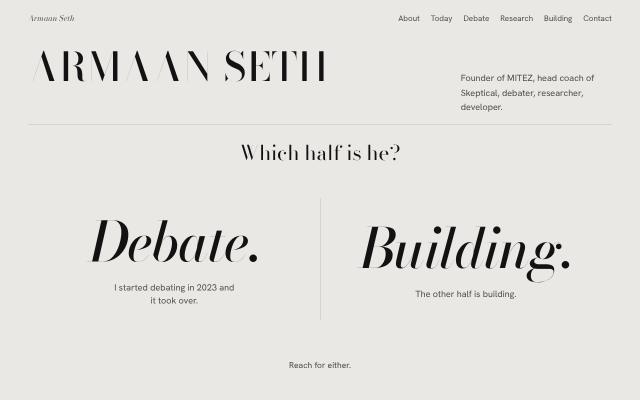 Armaan Seth
About Today Debate Research Building Contact
ARMAAN SETH
Founder of MITEZ, head coach of
Skeptical, debater, researcher,
developer.
Which half is he?
Debate.
I started debating in 2023 and
it took over.
Building.
The other half is building.
Reach for either.